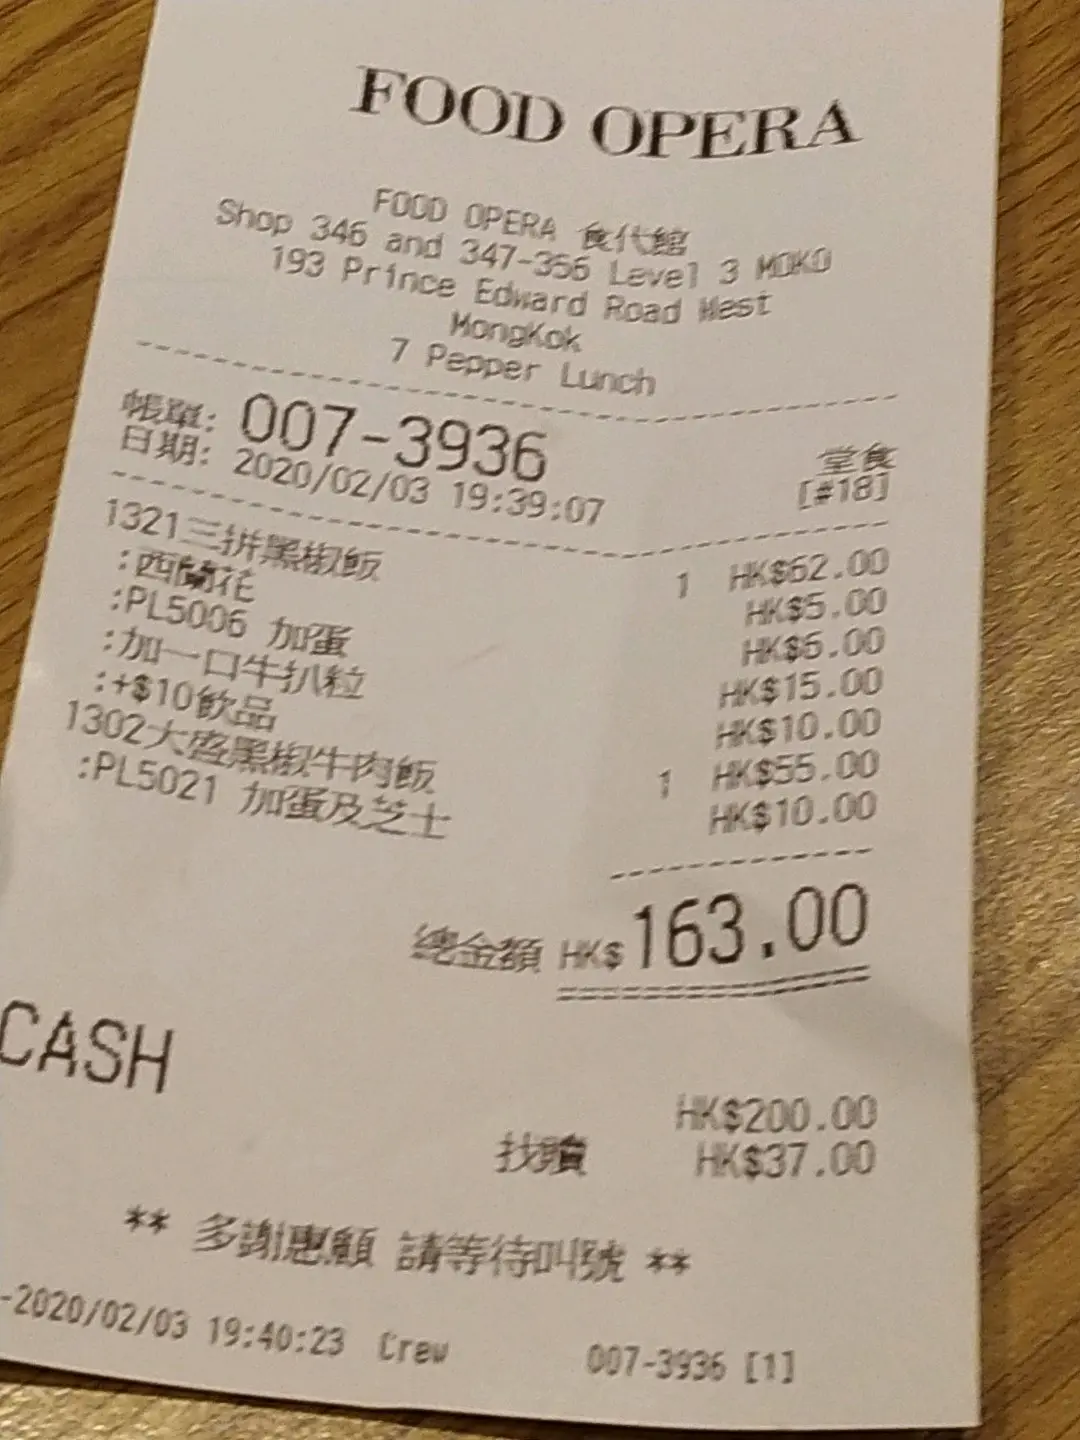 FOOD OPERA
FOOD OPERA 食代館
Shop 346 and 347-356 Level 3 MOKO
193 Prince Edward Road West
MongKok
7 Pepper Lunch
帳單: 007-3936 堂食
日期: 2020/02/03 19:39:07 [#18]
1321三拼黑椒飯 1 HK$62.00
:西蘭花 HK$5.00
:PL5006 加蛋 HK$6.00
:加一口牛扒粒 HK$15.00
:+$10飲品 HK$10.00
1302大盛黑椒牛肉飯 1 HK$55.00
:PL5021 加蛋及芝士 HK$10.00
總金額 HK$163.00
CASH
HK$200.00
找贖 HK$37.00
** 多謝惠顧 請等待叫號 **
-2020/02/03 19:40:23 Crew 007-3936 [1]